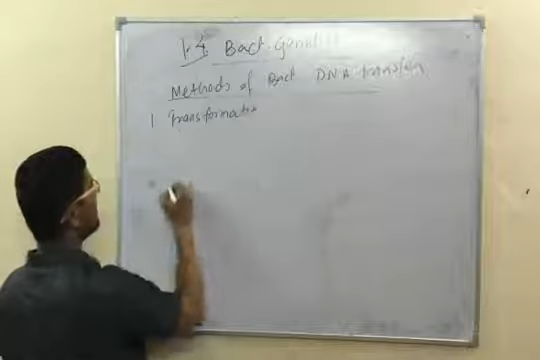 1.4. Bact. Genetics
Methods of Bact DNA transfer
1 Transformation